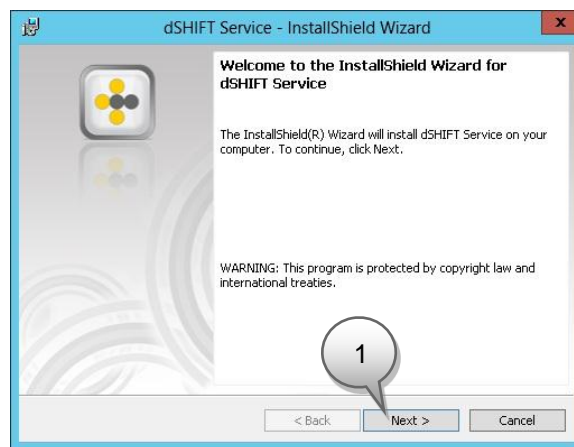 dSHIFT Service - InstallShield Wizard
x
Welcome to the InstallShield Wizard for
dSHIFT Service
The InstallShield(R) Wizard will install dSHIFT Service on your
computer. To continue, click Next.
WARNING: This program is protected by copyright law and
international treaties.
1
< Back Next > Cancel